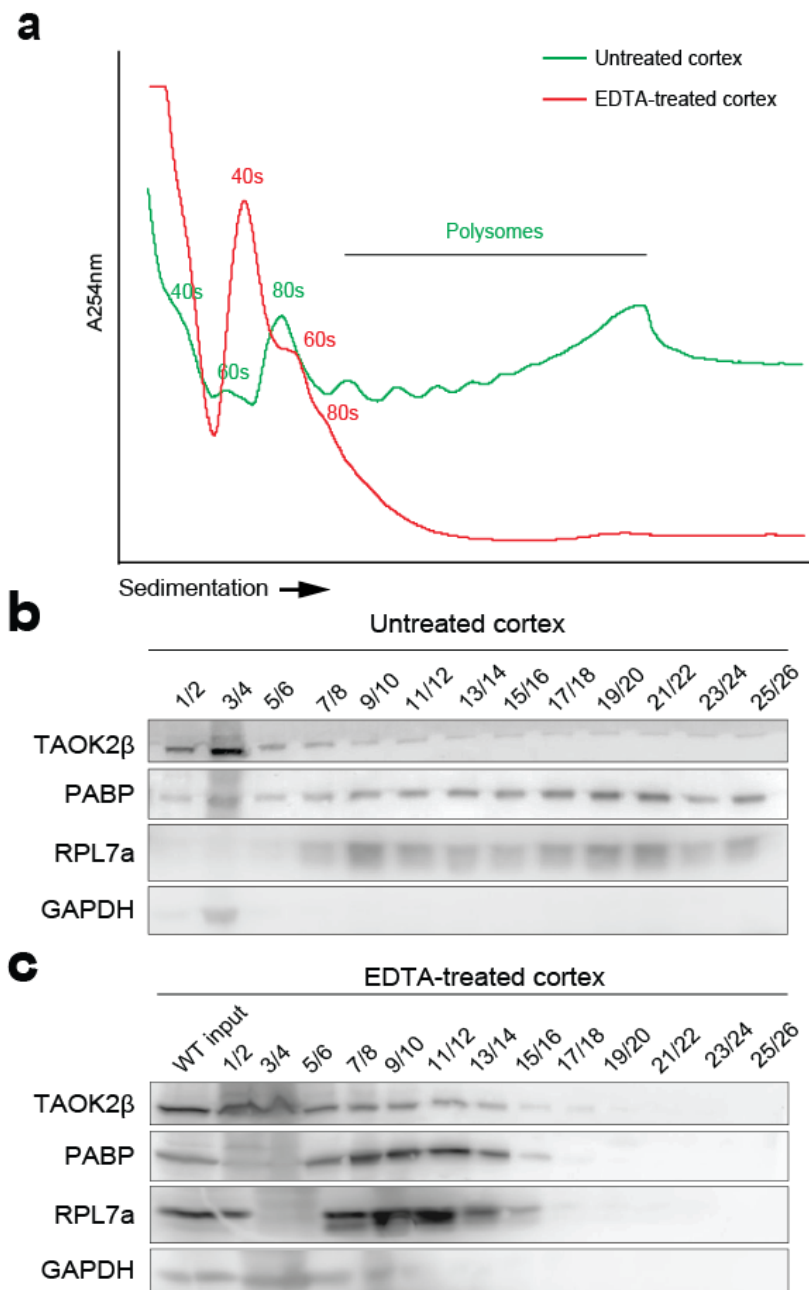 a
Untreated cortex
EDTA-treated cortex
40s
Polysomes
40s
80s
60s
60s
80s
A254nm
Sedimentation
b
Untreated cortex
1/2 3/4 5/6 7/8 9/10 11/12 13/14 15/16 17/18 19/20 21/22 23/24 25/26
TAOK2β
PABP
RPL7a
GAPDH
c
EDTA-treated cortex
WT input 1/2 3/4 5/6 7/8 9/10 11/12 13/14 15/16 17/18 19/20 21/22 23/24 25/26
TAOK2β
PABP
RPL7a
GAPDH